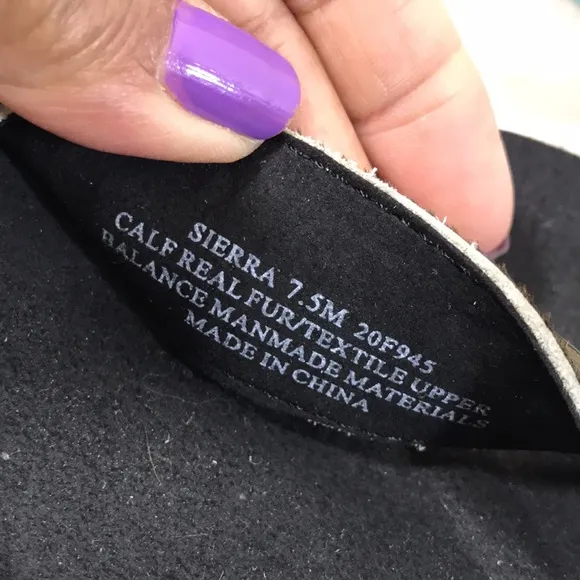 SIERRA 7.5M 20F945
CALF REAL FUR/TEXTILE UPPER
BALANCE MANMADE MATERIALS
MADE IN CHINA